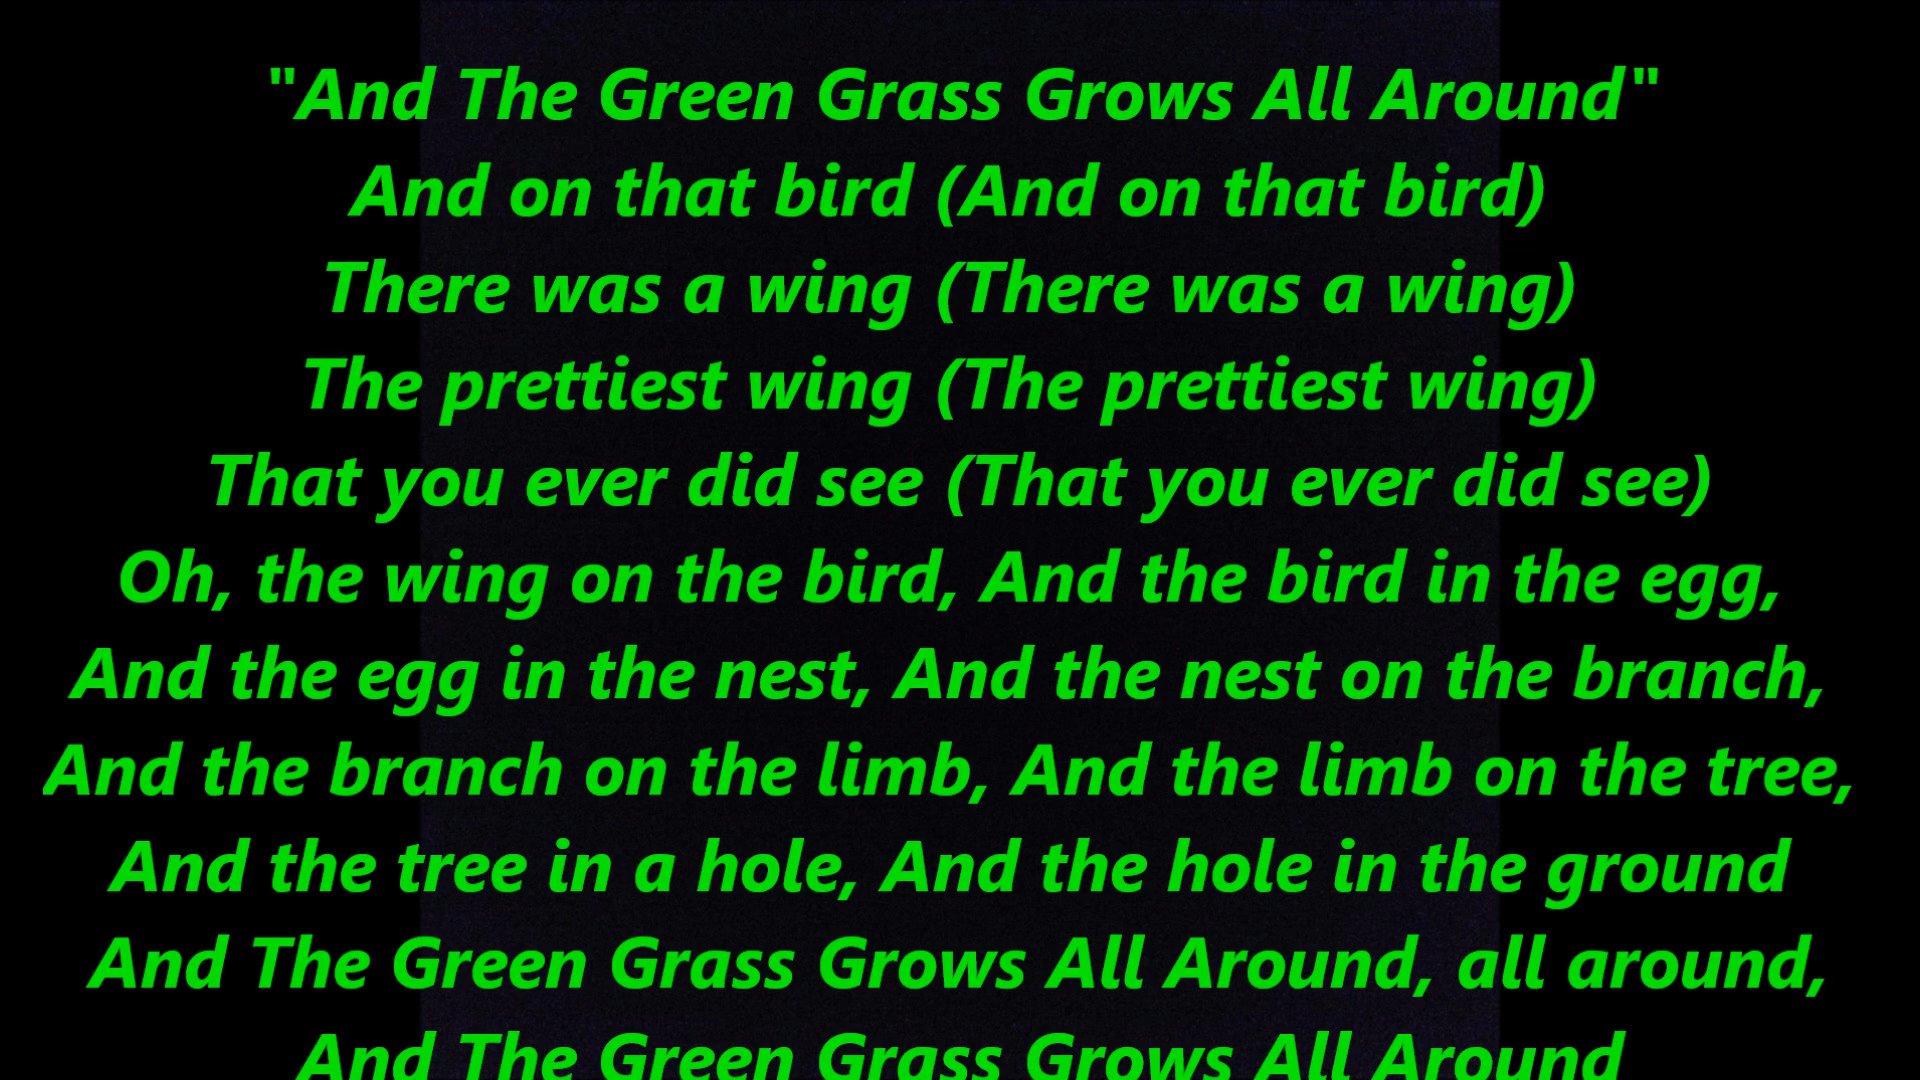 "And The Green Grass Grows All Around"
And on that bird (And on that bird)
There was a wing (There was a wing)
The prettiest wing (The prettiest wing)
That you ever did see (That you ever did see)
Oh, the wing on the bird, And the bird in the egg,
And the egg in the nest, And the nest on the branch,
And the branch on the limb, And the limb on the tree,
And the tree in a hole, And the hole in the ground
And The Green Grass Grows All Around, all around,
And The Green Grass Grows All Around